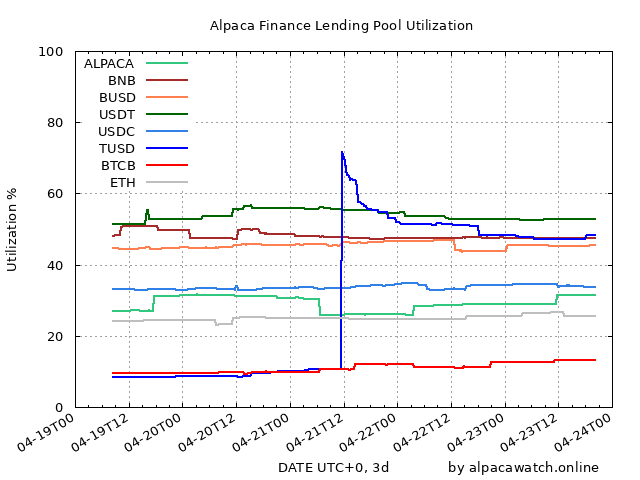 Alpaca Finance Lending Pool Utilization
100
80
60
40
20
0
Utilization %
ALPACA
BNB
BUSD
USDT
USDC
TUSD
BTCB
ETH
04-19T00
04-19T12
04-20T00
04-20T12
04-21T00
04-21T12
04-22T00
04-22T12
04-23T00
04-23T12
04-24T00
DATE UTC+0, 3d
by alpacawatch.online